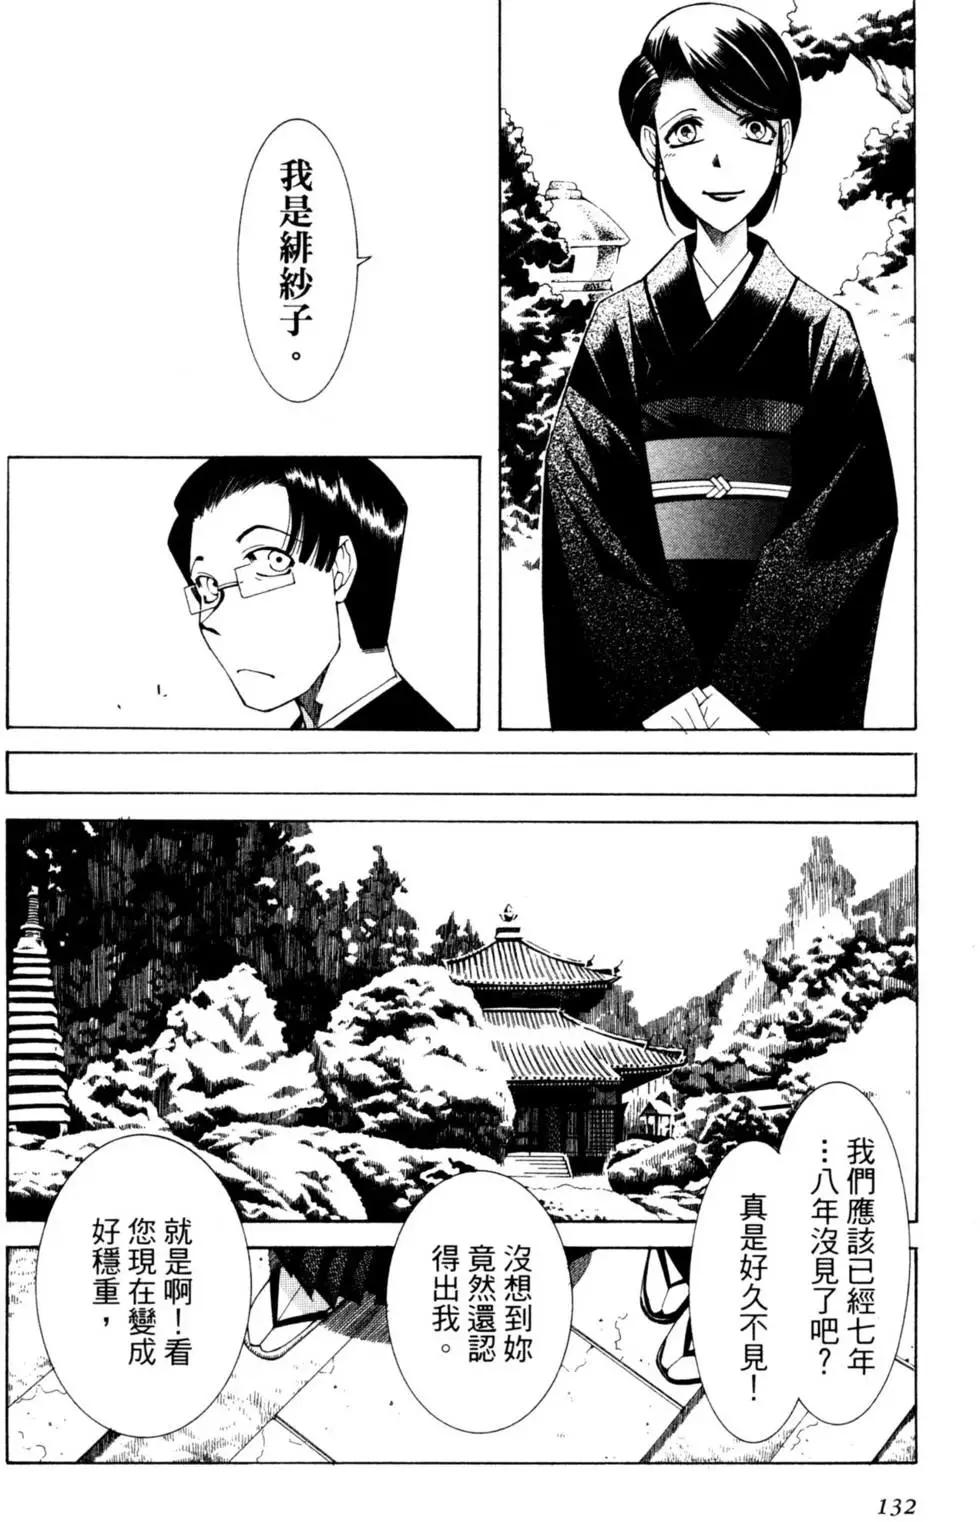 我是緋紗子。
我們應該已經七年
…八年沒見了吧?
真是好久不見!
沒想到妳
竟然還認
得出我。
就是啊!看
您現在變成
好穩重，
132